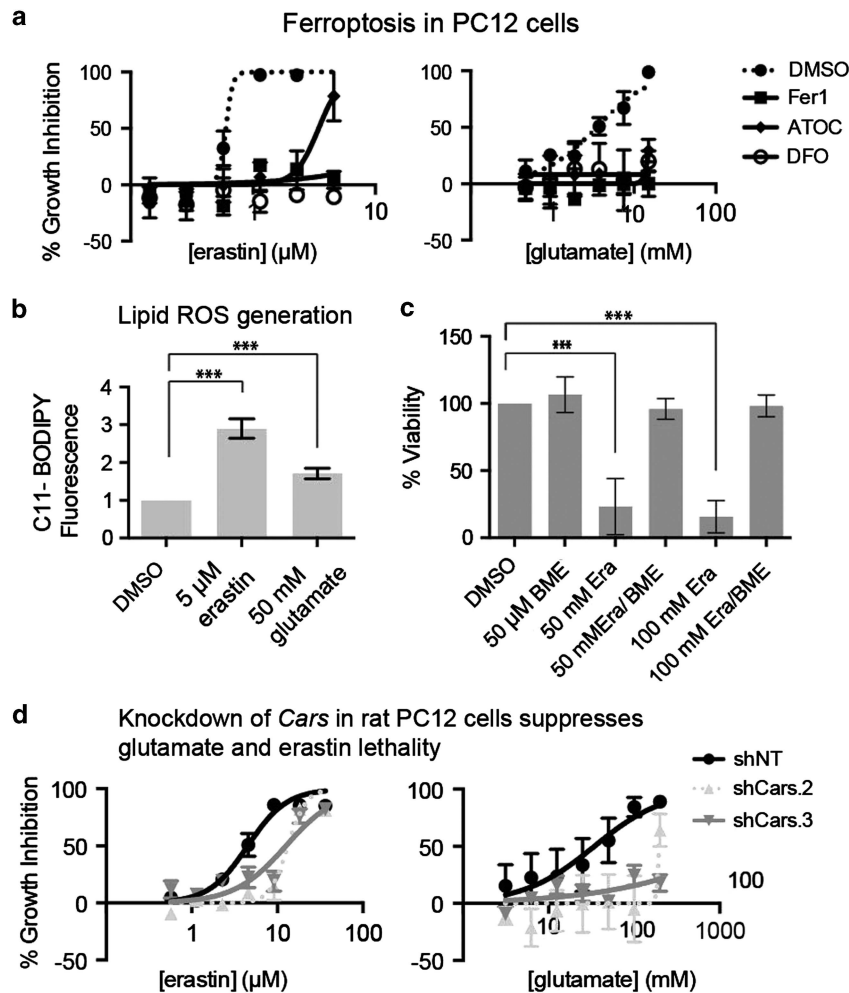 a
Ferroptosis in PC12 cells
% Growth Inhibition
100
50
0
-50
10
[erastin] (µM)
100
50
0
-50
10
100
[glutamate] (mM)
DMSO
Fer1
ATOC
DFO
b
Lipid ROS generation
***
***
C11- BODIPY
Fluorescence
4
3
2
1
0
DMSO
5 µM
erastin
50 mM
glutamate
c
***
***
% Viability
150
100
50
0
DMSO
50 µM BME
50 mM Era
50 mMEra/ BME
100 mM Era
100 mM Era/BME
d
Knockdown of Cars in rat PC12 cells suppresses
glutamate and erastin lethality
% Growth Inhibition
100
50
0
-50
1
10
100
[erastin] (µM)
100
50
0
-50
10
100
1000
[glutamate] (mM)
shNT
shCars.2
shCars.3
100